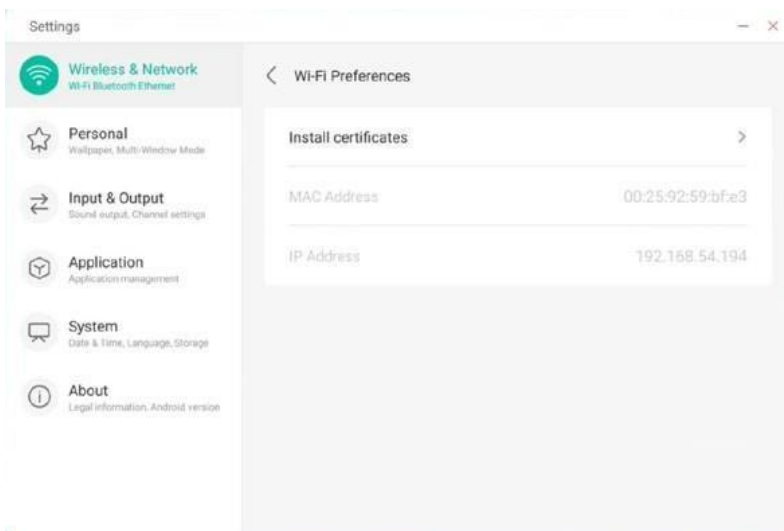 Settings
Wireless & Network
Wi-Fi Bluetooth Ethernet
Wi-Fi Preferences
Personal
Wallpaper, Multi-Window Mode
Install certificates
Input & Output
Sound output, Channel settings
MAC Address 00:25:92:59:bf:e3
Application
Application management
IP Address 192.168.54.194
System
Date & Time, Language, Storage
About
Legal information, Android version